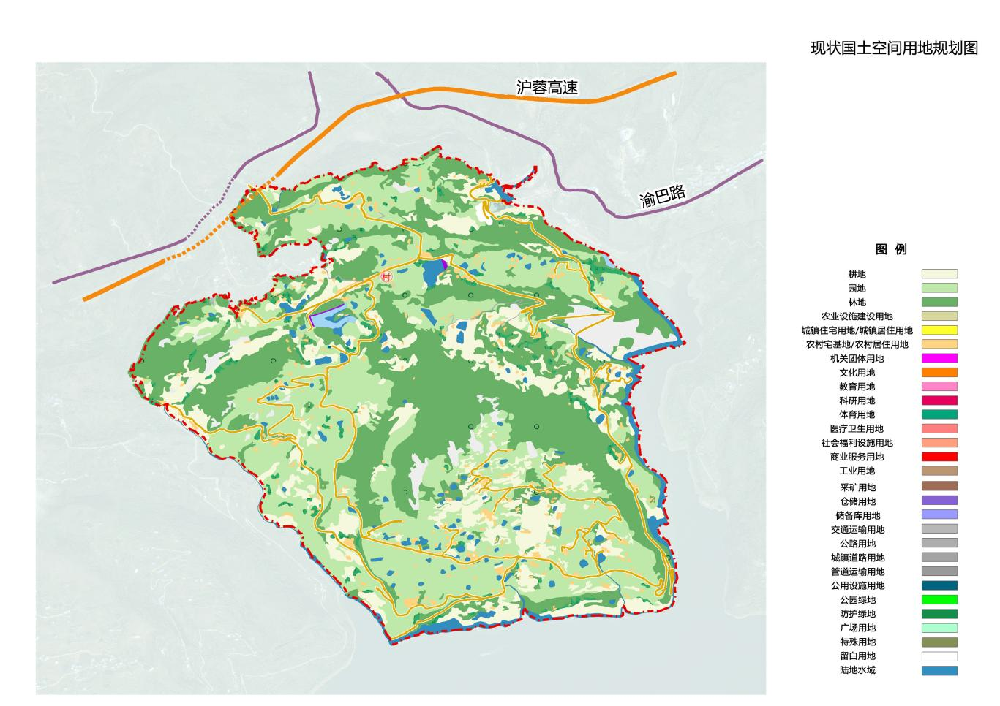 现状国土空间用地规划图
沪蓉高速
渝巴路
村
图 例
耕地
园地
林地
农业设施建设用地
城镇住宅用地/城镇居住用地
农村宅基地/农村居住用地
机关团体用地
文化用地
教育用地
科研用地
体育用地
医疗卫生用地
社会福利设施用地
商业服务用地
工业用地
采矿用地
仓储用地
储备库用地
交通运输用地
公路用地
城镇道路用地
管道运输用地
公用设施用地
公园绿地
防护绿地
广场用地
特殊用地
留白用地
陆地水域